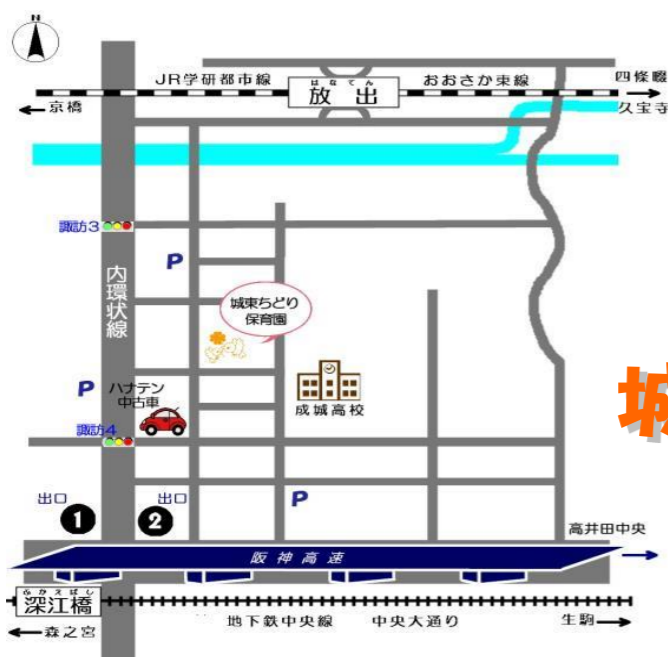 N
JR学研都市線
はなてん
放出
おおさか東線
四條畷
京橋
久宝寺
諏訪3
P
内環状線
城東ちどり
保育園
P
ハナテン
中古車
成城高校
城
諏訪4
出口
1
出口
2
P
高井田中央
阪神高速
ふかえばし
深江橋
地下鉄中央線
中央大通り
生駒
森之宮